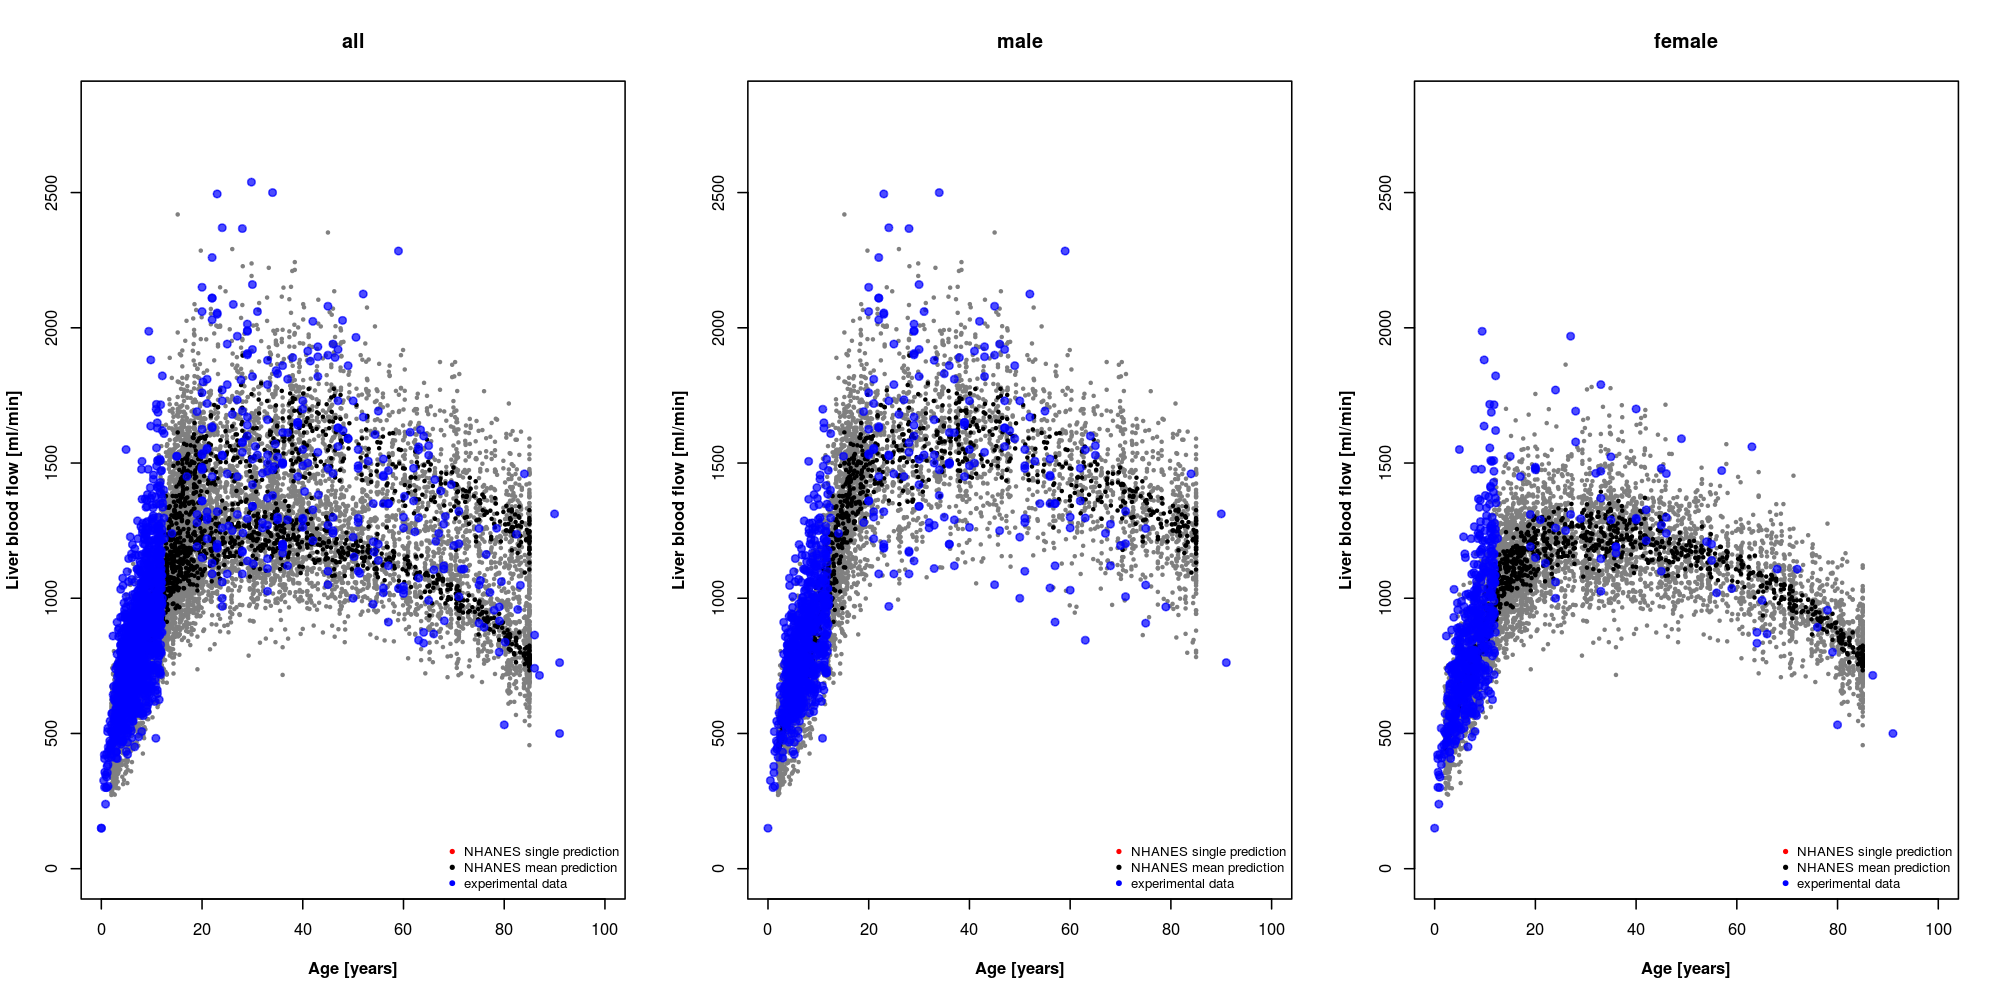 all
Liver blood flow [ml/min]
2500
2000
1500
1000
500
0
NHANES single prediction
NHANES mean prediction
experimental data
0 20 40 60 80 100
Age [years]
male
Liver blood flow [ml/min]
2500
2000
1500
1000
500
0
NHANES single prediction
NHANES mean prediction
experimental data
0 20 40 60 80 100
Age [years]
female
Liver blood flow [ml/min]
2500
2000
1500
1000
500
0
NHANES single prediction
NHANES mean prediction
experimental data
0 20 40 60 80 100
Age [years]